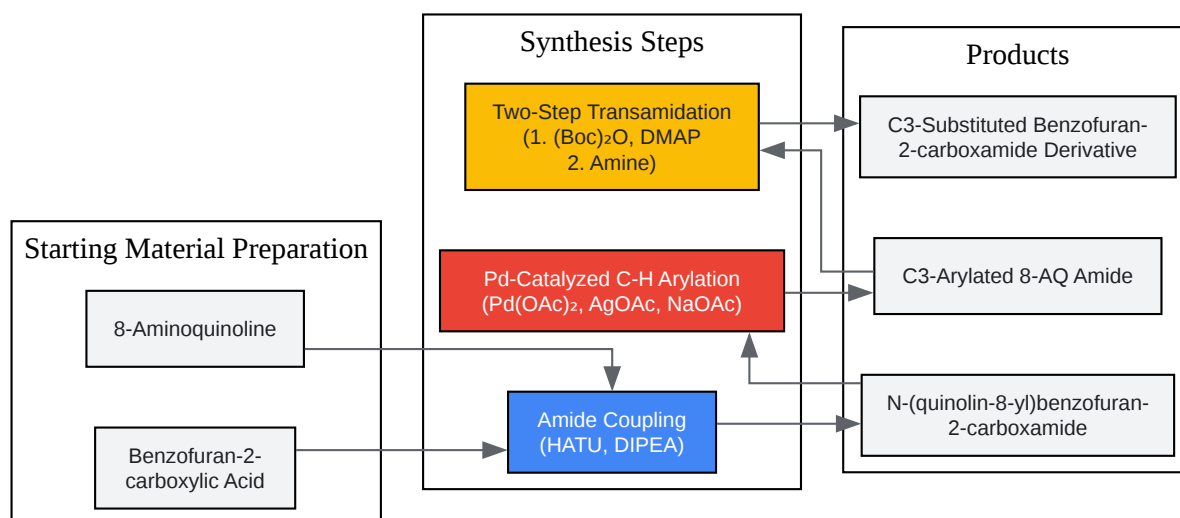 Synthesis Steps
Products
Two-Step Transamidation
(1. (Boc)₂O, DMAP
2. Amine)
C3-Substituted Benzofuran-
2-carboxamide Derivative
Starting Material Preparation
Pd-Catalyzed C-H Arylation
(Pd(OAc)₂, AgOAc, NaOAc)
C3-Arylated 8-AQ Amide
8-Aminoquinoline
Amide Coupling
(HATU, DIPEA)
N-(quinolin-8-yl)benzofuran-
2-carboxamide
Benzofuran-2-
carboxylic Acid